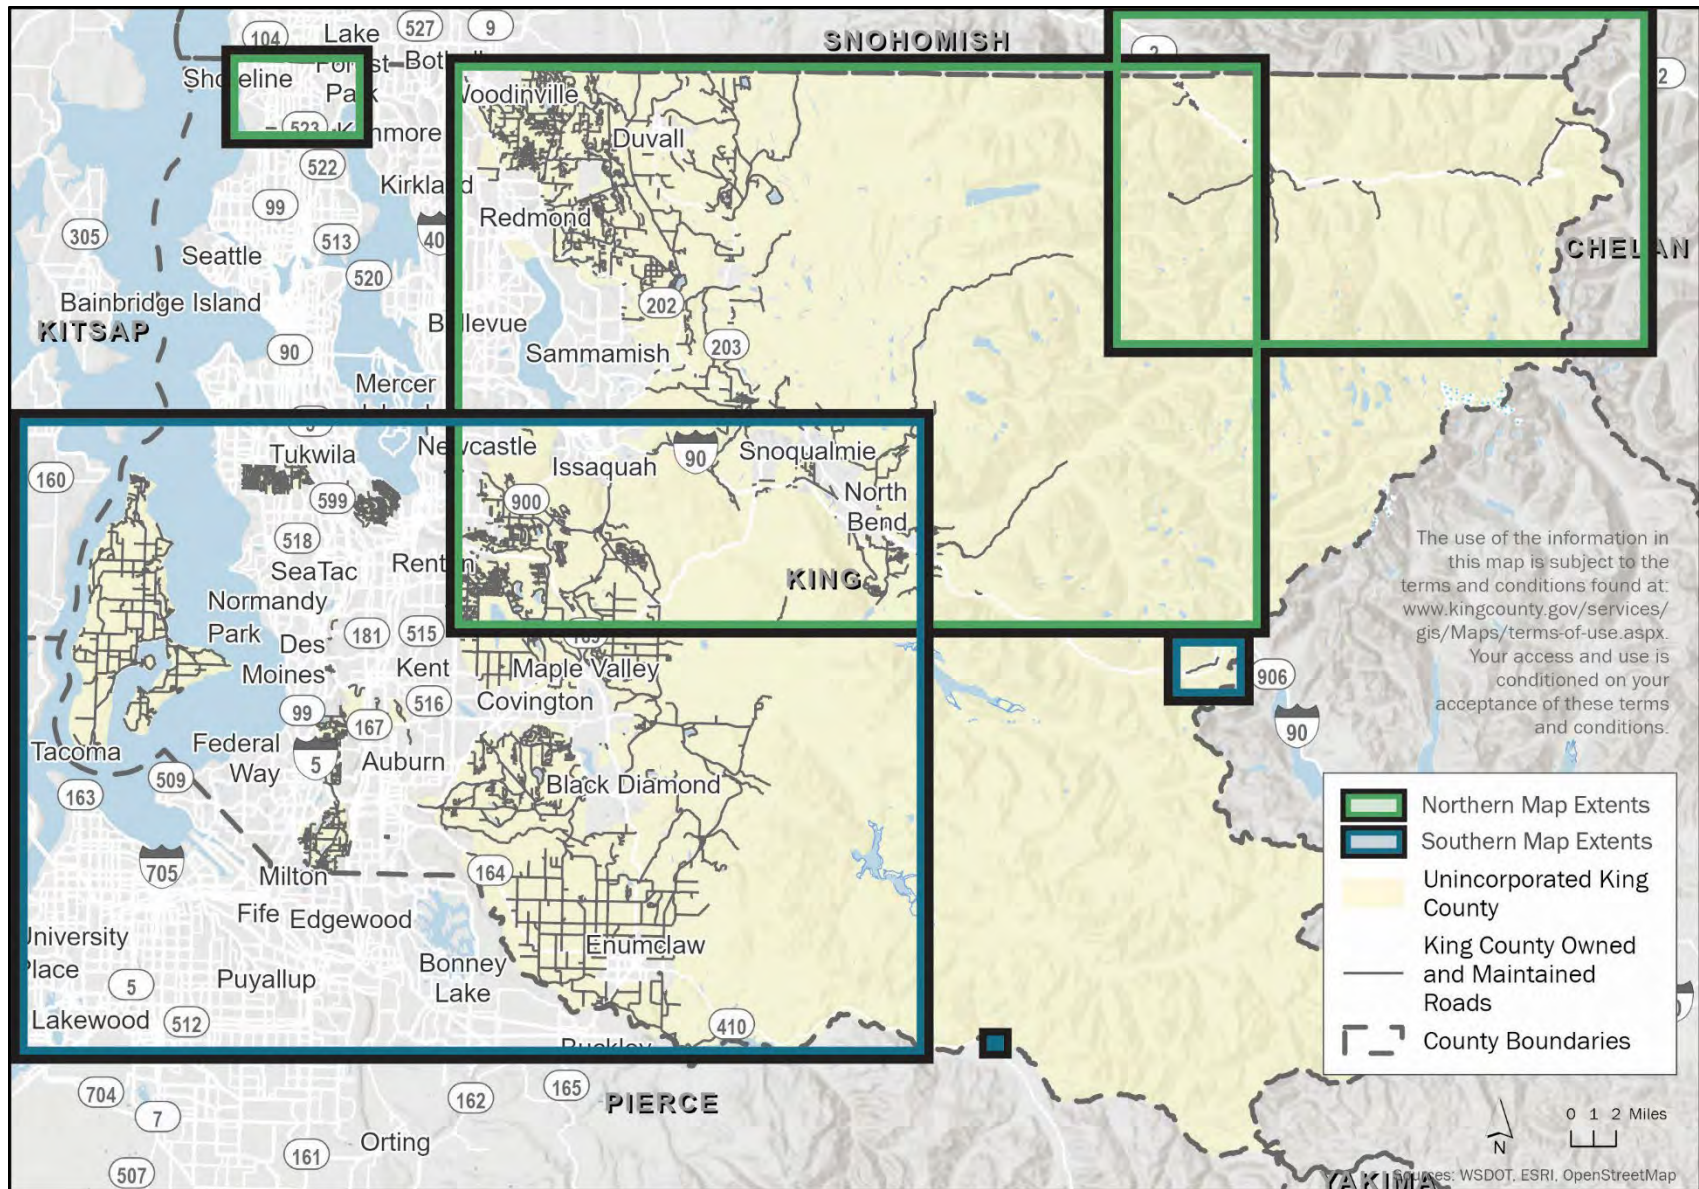 104
Lake
527
9
SNOHOMISH
2
Shoreline
Forest
Park
2
Woodinville
523
Kenmore
Duvall
522
Kirkland
99
Redmond
305
513
40
Seattle
520
CHELAN
Bainbridge Island
202
KITSAP
Bellevue
90
203
Sammamish
Mercer
Newcastle
Tukwila
Issaquah
90
Snoqualmie
160
599
900
North
Bend
518
The use of the information in
this map is subject to the
terms and conditions found at:
www.kingcounty.gov/services/
gis/Maps/terms-of-use.aspx.
Your access and use is
conditioned on your
acceptance of these terms
and conditions.
SeaTac
Renton
KING
Normandy
Park
181
515
Des
Moines
Kent
Maple Valley
906
516
Covington
99
167
90
Tacoma
Federal
Way
5
Auburn
509
163
Black Diamond
705
Milton
164
Fife
Edgewood
University
Place
Enumclaw
Puyallup
Bonney
Lake
5
Lakewood
512
410
Buckley
704
7
162
165
PIERCE
Orting
161
507
YAKIMA
Northern Map Extents
Southern Map Extents
Unincorporated King
County
King County Owned
and Maintained
Roads
County Boundaries
0 1 2 Miles
N
Sources: WSDOT, ESRI, OpenStreetMap